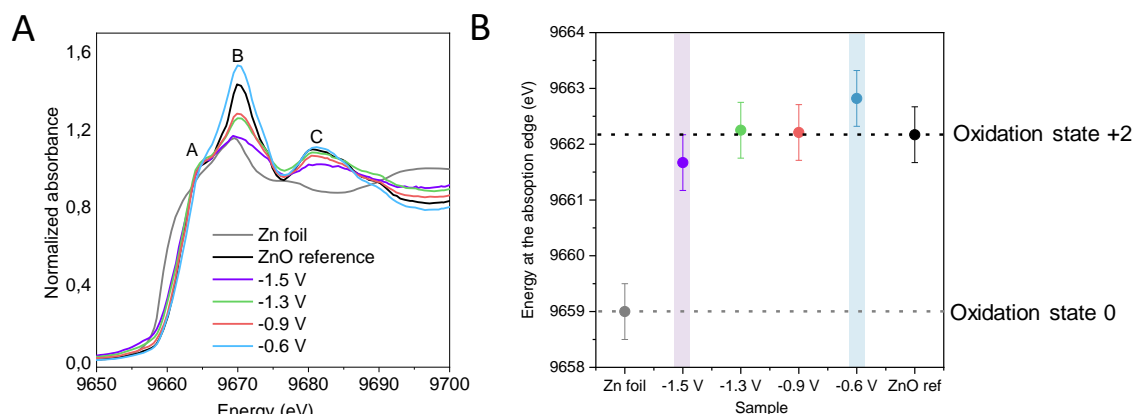 A
B
1,6
1,2
0,8
0,4
0,0
Normalized absorbance
A
B
C
Zn foil
ZnO reference
-1.5 V
-1.3 V
-0.9 V
-0.6 V
9650 9660 9670 9680 9690 9700
Energy (eV)
9664
9663
9662
9661
9660
9659
9658
Energy at the absoption edge (eV)
Oxidation state +2
Oxidation state 0
Zn foil -1.5 V -1.3 V -0.9 V -0.6 V ZnO ref
Sample